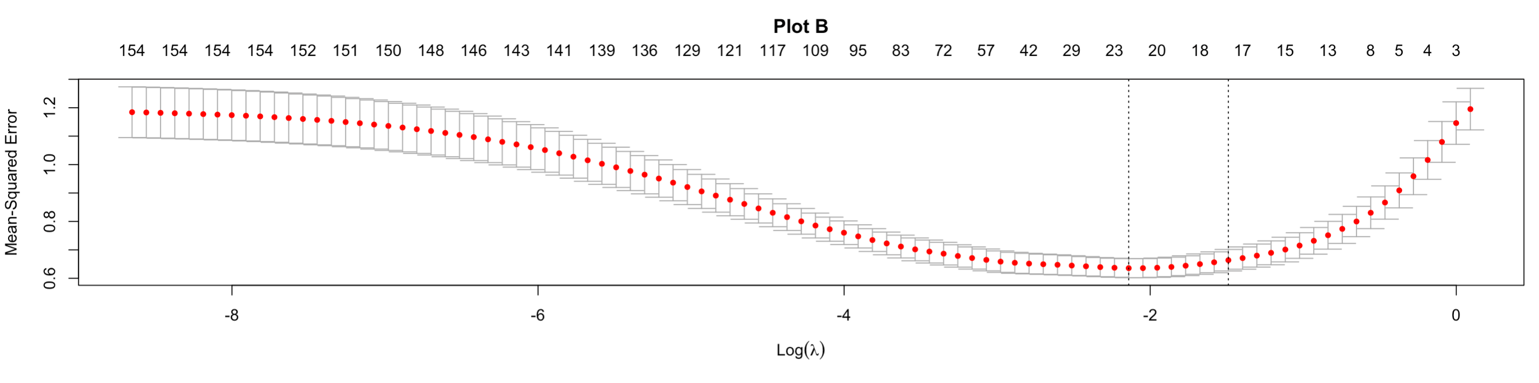 Plot B
154 154 154 154 152 151 150 148 146 143 141 139 136 129 121 117 109 95 83 72 57 42 29 23 20 18 17 15 13 8 5 4 3
Mean-Squared Error
1.2
1.0
0.8
0.6
-8 -6 -4 -2 0
Log(λ)